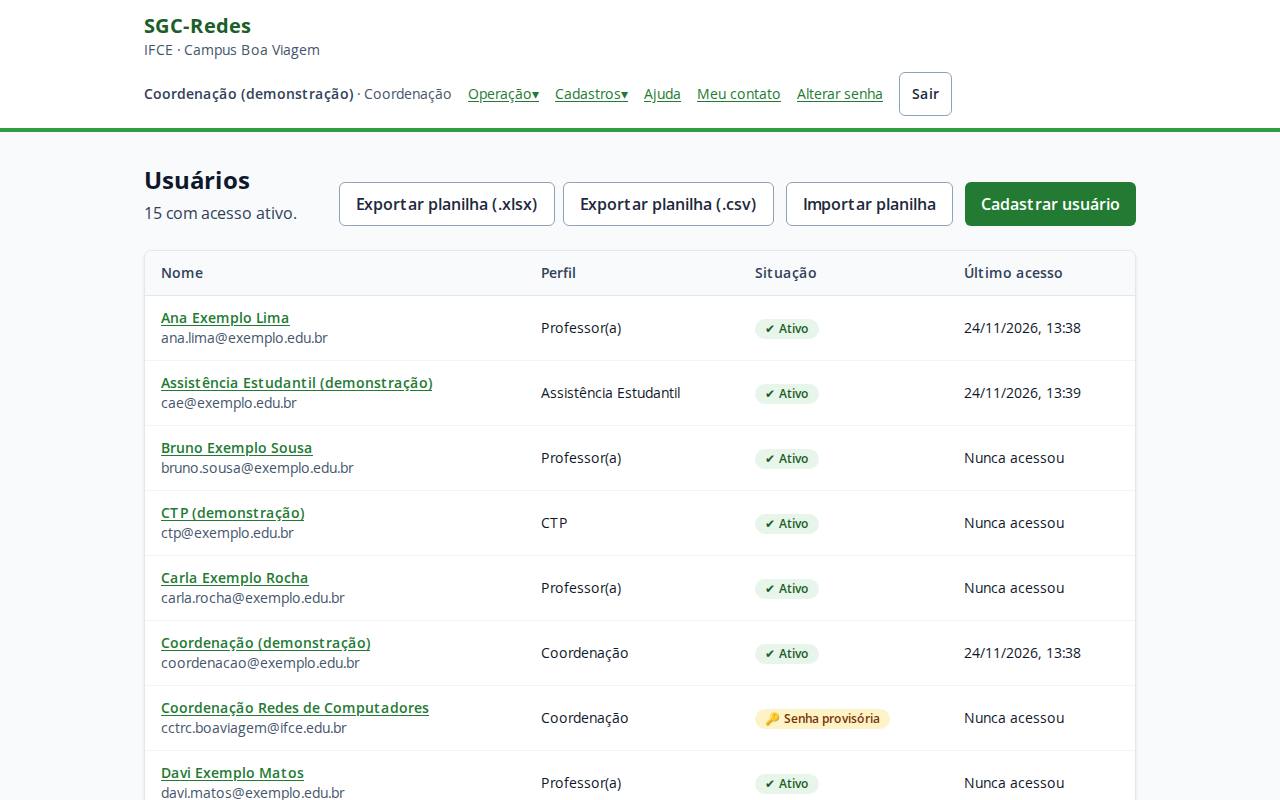 SGC-Redes
IFCE · Campus Boa Viagem
Coordenação (demonstração) · Coordenação Operação▾ Cadastros▾ Ajuda Meu contato Alterar senha Sair
Usuários
15 com acesso ativo.
Exportar planilha (.xlsx) Exportar planilha (.csv) Importar planilha Cadastrar usuário
Nome Perfil Situação Último acesso
Ana Exemplo Lima
ana.lima@exemplo.edu.br
Professor(a) ✔ Ativo 24/11/2026, 13:38
Assistência Estudantil (demonstração)
cae@exemplo.edu.br
Assistência Estudantil ✔ Ativo 24/11/2026, 13:39
Bruno Exemplo Sousa
bruno.sousa@exemplo.edu.br
Professor(a) ✔ Ativo Nunca acessou
CTP (demonstração)
ctp@exemplo.edu.br
CTP ✔ Ativo Nunca acessou
Carla Exemplo Rocha
carla.rocha@exemplo.edu.br
Professor(a) ✔ Ativo Nunca acessou
Coordenação (demonstração)
coordenacao@exemplo.edu.br
Coordenação ✔ Ativo 24/11/2026, 13:38
Coordenação Redes de Computadores
cctrc.boaviagem@ifce.edu.br
Coordenação 🔑 Senha provisória Nunca acessou
Davi Exemplo Matos
davi.matos@exemplo.edu.br
Professor(a) ✔ Ativo Nunca acessou